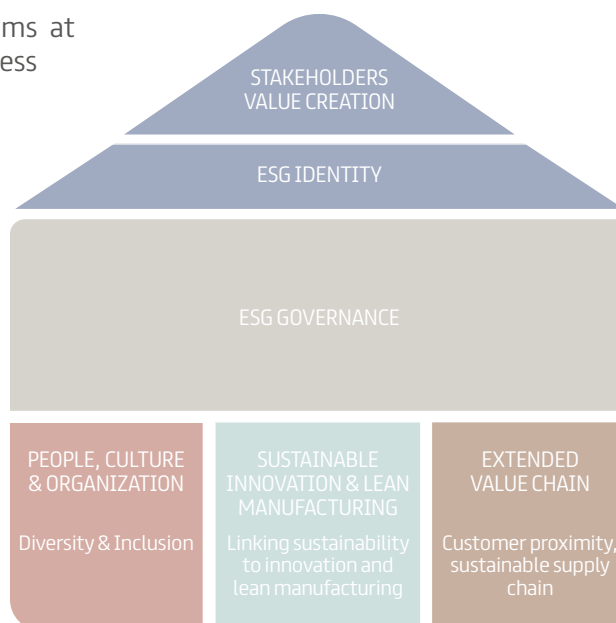 ms at
ess
STAKEHOLDERS
VALUE CREATION
ESG IDENTITY
ESG GOVERNANCE
PEOPLE, CULTURE
& ORGANIZATION
Diversity & Inclusion
SUSTAINABLE
INNOVATION & LEAN
MANUFACTURING
Linking sustainability
to innovation and
lean manufacturing
EXTENDED
VALUE CHAIN
Customer proximity,
sustainable supply
chain